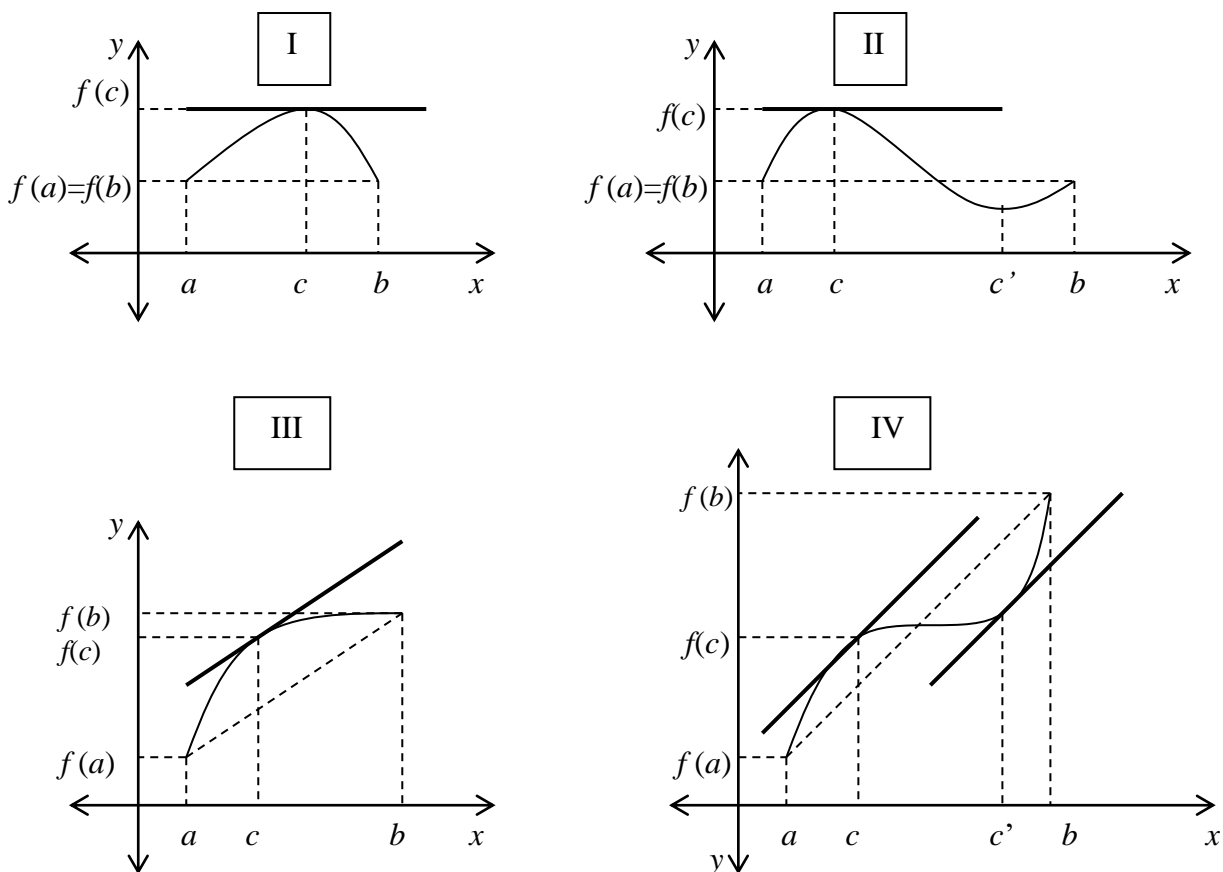 I
y
f (c)
f (a)=f(b)
a c b x
II
y
f(c)
f (a)=f(b)
a c c’ b x
III
y
f (b)
f(c)
f (a)
a c b x
IV
f (b)
f(c)
f (a)
a c c’ b x
y